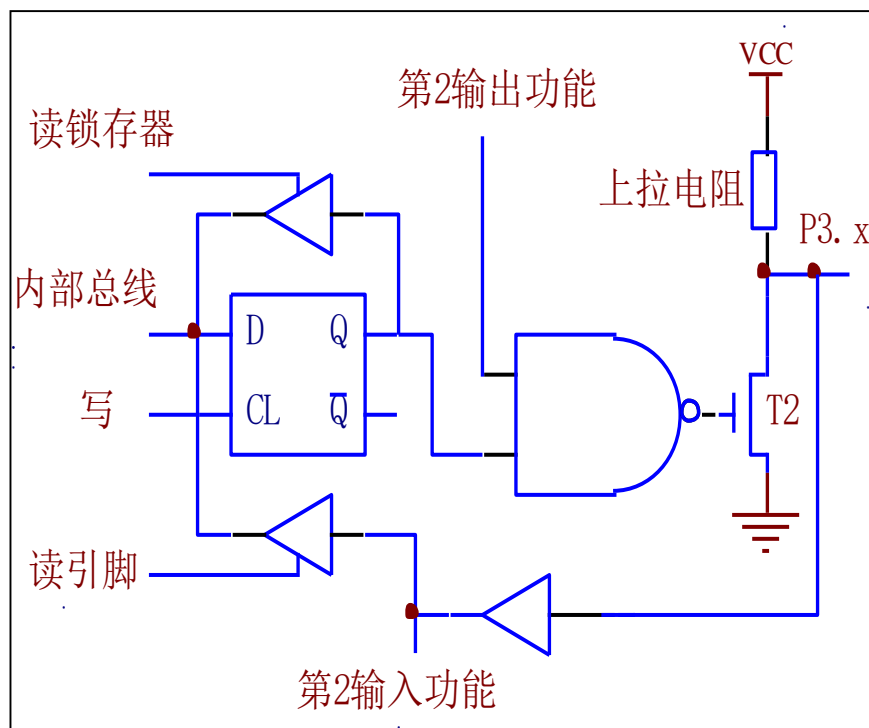 VCC
第2输出功能
读锁存器
上拉电阻
P3. x
内部总线
D
Q
写
CL
Q̅
T2
读引脚
第2输入功能